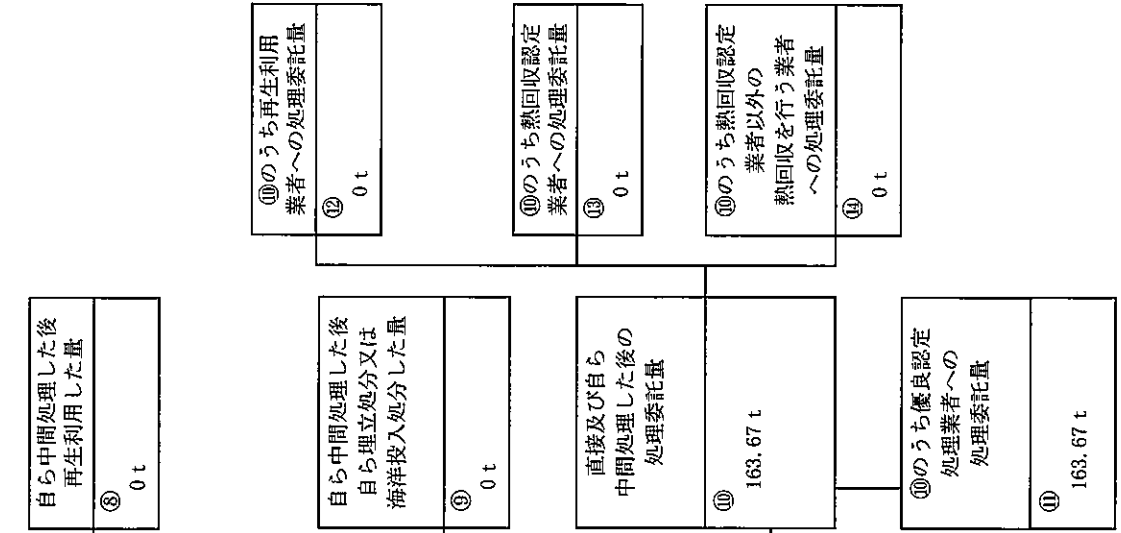 自ら中間処理した後
再生利用した量
⑧
0 t
自ら中間処理した後
自ら埋立処分又は
海洋投入処分した量
⑨
0 t
直接及び自ら
中間処理した後の
処理委託量
⑩
163.67 t
⑩のうち優良認定
処理業者への
処理委託量
⑪
163.67 t
⑩のうち再生利用
業者への処理委託量
⑫
0 t
⑩のうち熱回収認定
業者への処理委託量
⑬
0 t
⑩のうち熱回収認定
業者以外の
熱回収を行う業者
への処理委託量
⑭
0 t